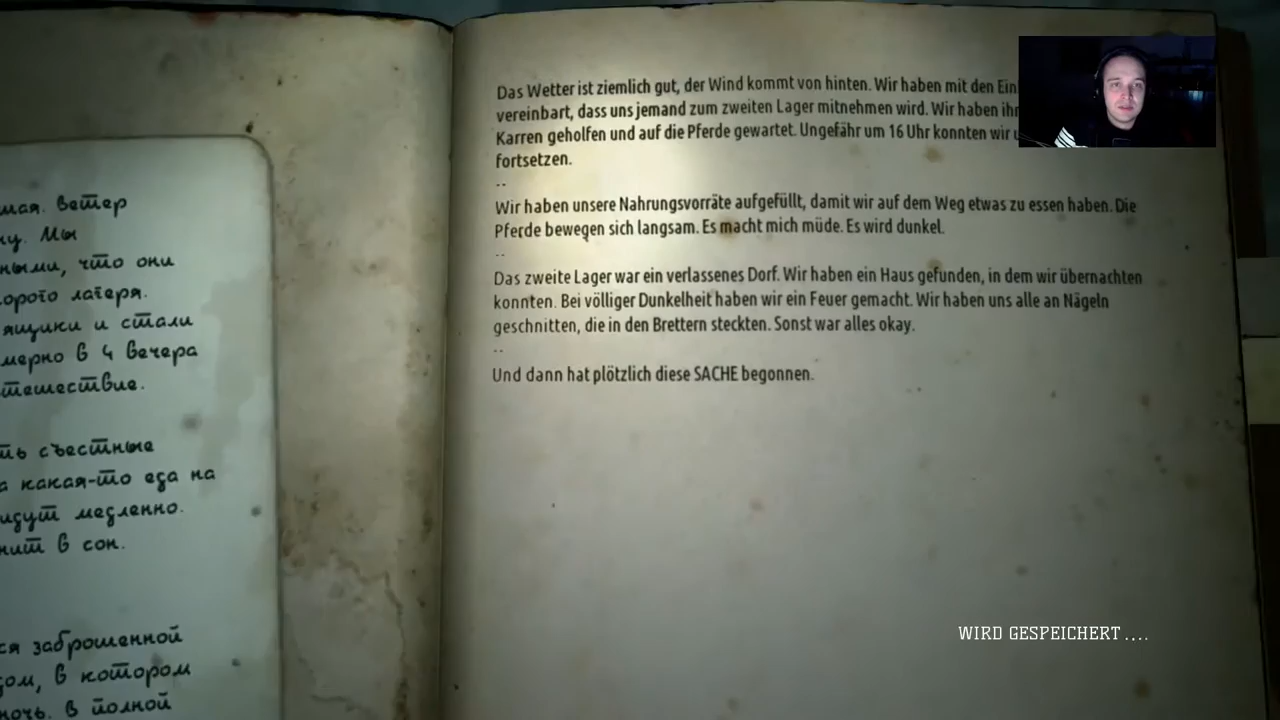 мая. ветер
ну. Мы
ными, что они
орого лагеря.
ящики и стали
мерно в 4 вечера
тешествие.
ть съестные
а какая-то еда на
идут медленно.
нит в сон.
ся заброшенной
дом, в котором
ночь. в полной
Das Wetter ist ziemlich gut, der Wind kommt von hinten. Wir haben mit den
vereinbart, dass uns jemand zum zweiten Lager mitnehmen wird. Wir haben
Karren geholfen und auf die Pferde gewartet. Ungefähr um 16 Uhr konnten wir
fortsetzen.
--
Wir haben unsere Nahrungsvorräte aufgefüllt, damit wir auf dem Weg etwas zu essen haben. Die
Pferde bewegen sich langsam. Es macht mich müde. Es wird dunkel.
--
Das zweite Lager war ein verlassenes Dorf. Wir haben ein Haus gefunden, in dem wir übernachten
konnten. Bei völliger Dunkelheit haben wir ein Feuer gemacht. Wir haben uns alle an Nägeln
geschnitten, die in den Brettern steckten. Sonst war alles okay.
--
Und dann hat plötzlich diese SACHE begonnen.
WIRD GESPEICHERT....